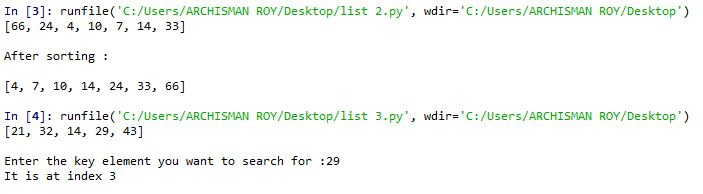 In [3]: runfile('C:/Users/ARCHISMAN ROY/Desktop/list 2.py', wdir='C:/Users/ARCHISMAN ROY/Desktop')
[66, 24, 4, 10, 7, 14, 33]
After sorting :
[4, 7, 10, 14, 24, 33, 66]
In [4]: runfile('C:/Users/ARCHISMAN ROY/Desktop/list 3.py', wdir='C:/Users/ARCHISMAN ROY/Desktop')
[21, 32, 14, 29, 43]
Enter the key element you want to search for :29
It is at index 3